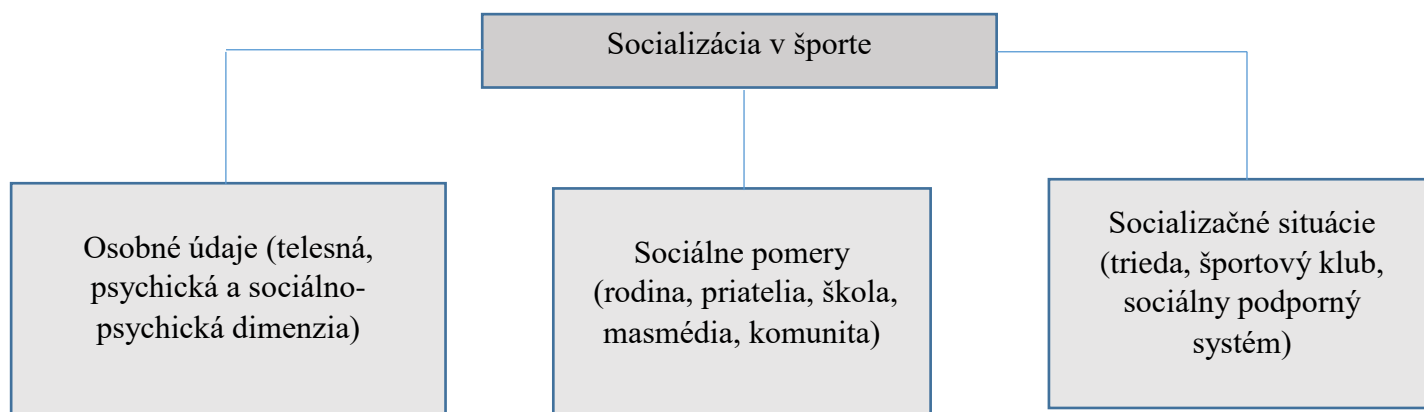 Socializácia v športe
Osobné údaje (telesná,
psychická a sociálno-
psychická dimenzia)
Sociálne pomery
(rodina, priatelia, škola,
masmédia, komunita)
Socializačné situácie
(trieda, športový klub,
sociálny podporný
systém)